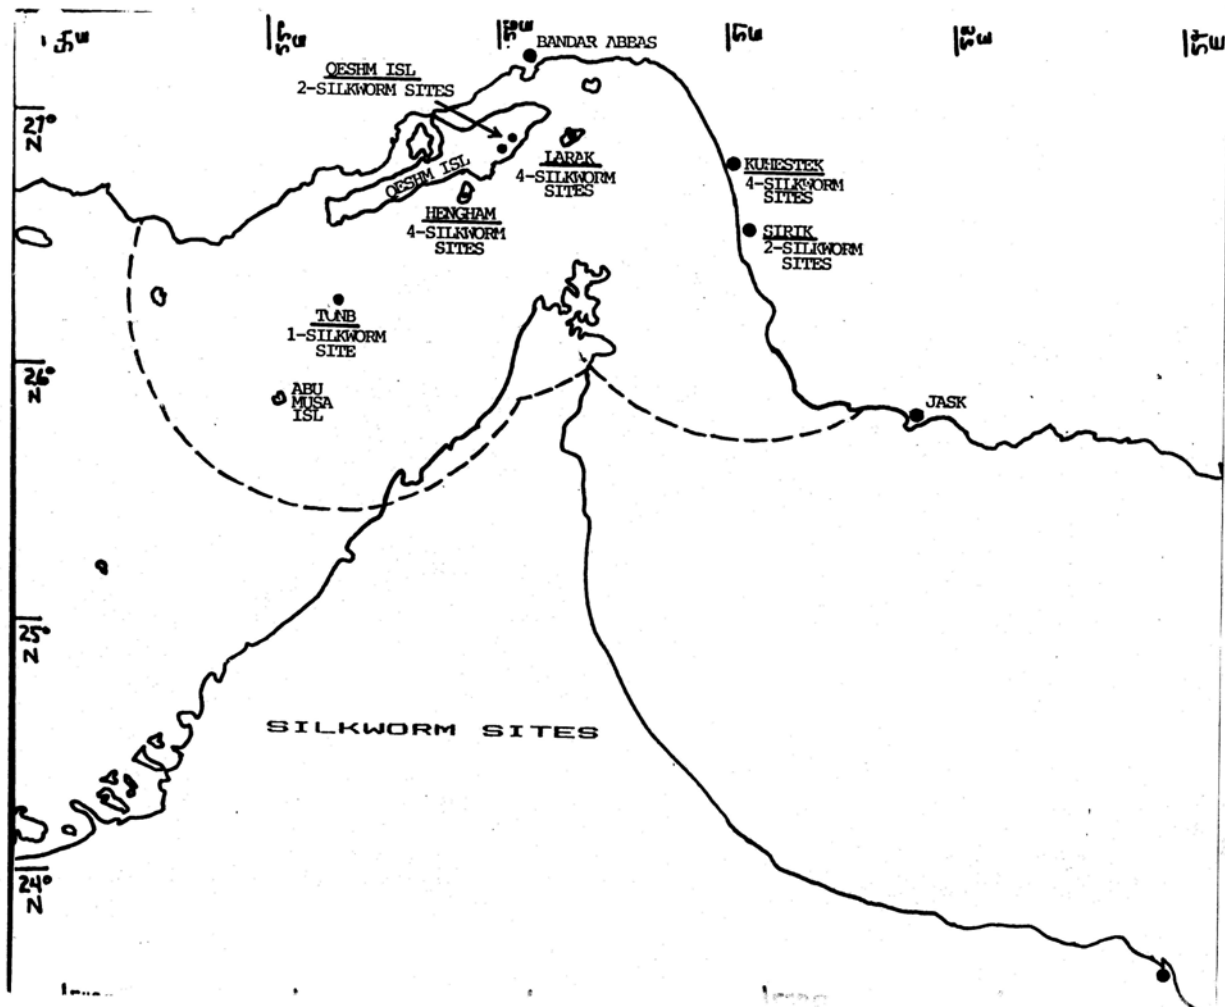 BANDAR ABBAS
QESHM ISL
2-SILKWORM SITES
27°
N
QESHM ISL
LARAK
4-SILKWORM
SITES
KUHESTEK
4-SILKWORM
SITES
HENGHAM
4-SILKWORM
SITES
SIRIK
2-SILKWORM
SITES
TUNB
1-SILKWORM
SITE
26°
N
ABU
MUSA
ISL
JASK
25°
N
SILKWORM SITES
24°
N